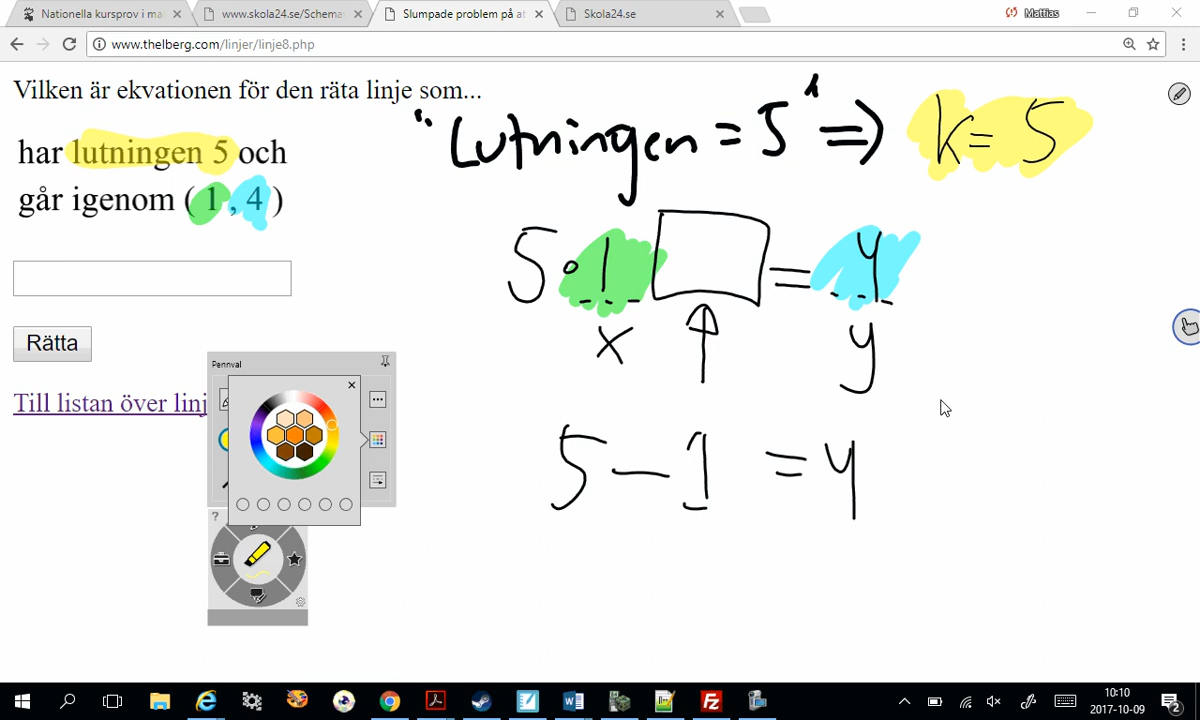 Nationella kursprov i ma
www.skola24.se/Schema
Slumpade problem på at
Skola24.se
Mattias
www.thelberg.com/linjer/linje8.php
Vilken är ekvationen för den räta linje som...
har lutningen 5 och
går igenom ( 1 , 4 )
"Lutningen = 5" => k = 5
5 • 1 = 4
x y
Rätta
Till listan över linj
Pennval
5 - 1 = 4
?
10:10
2017-10-09
2